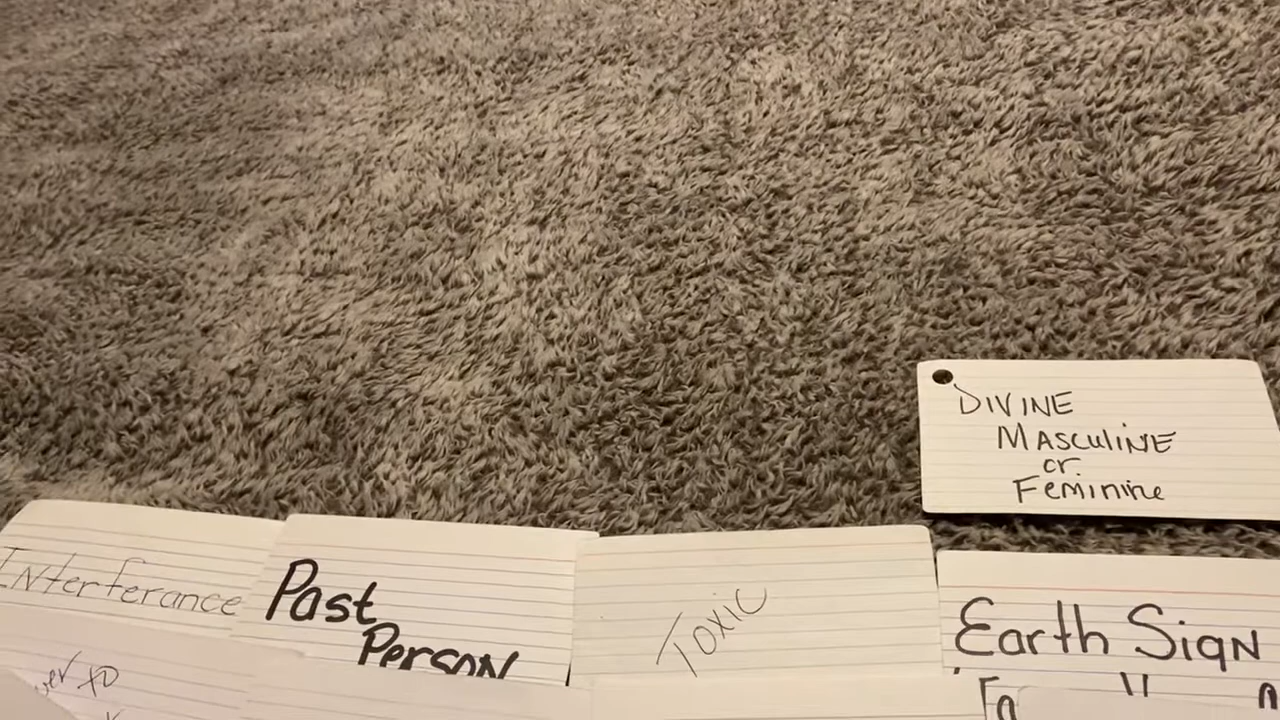 DIVINE
MASCULINE
or
Feminine
Interferance
Past
Person
Toxic
Earth Sign